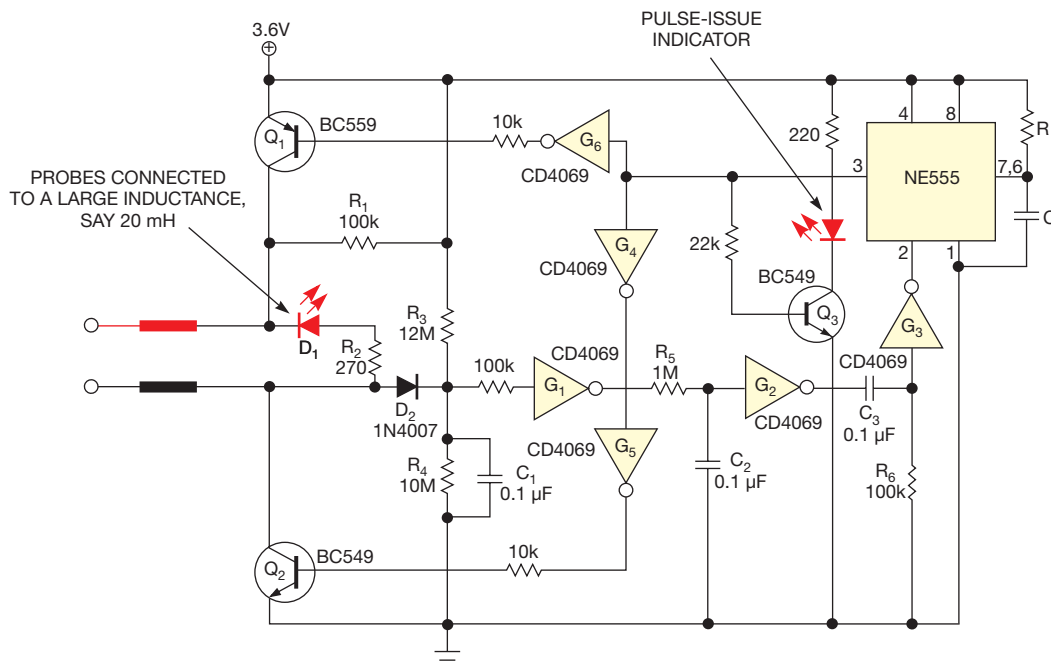 PULSE-ISSUE
INDICATOR
3.6V
BC559
Q1
10k
G6
CD4069
220
4
8
R
3
NE555
7,6
C
2
1
PROBES CONNECTED
TO A LARGE INDUCTANCE,
SAY 20 mH
R1
100k
G4
CD4069
22k
BC549
Q3
G3
CD4069
D1
R2
270
R3
12M
D2
1N4007
100k
G1
CD4069
R5
1M
G2
CD4069
C3
0.1 µF
CD4069
G5
R4
10M
C1
0.1 µF
C2
0.1 µF
R6
100k
BC549
Q2
10k